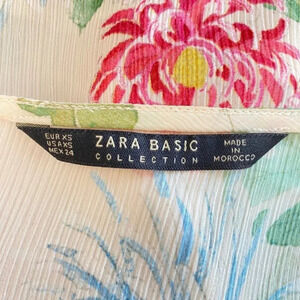 EUR XS
USA XS
MEX 24
ZARA BASIC
COLLECTION
MADE
IN
MOROCCO